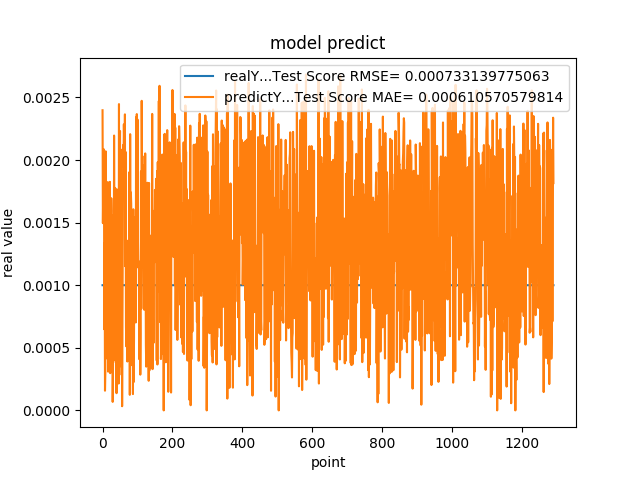 model predict
realY...Test Score RMSE= 0.000733139775063
predictY...Test Score MAE= 0.000610570579814
0.0025
0.0020
0.0015
0.0010
0.0005
0.0000
real value
0 200 400 600 800 1000 1200
point